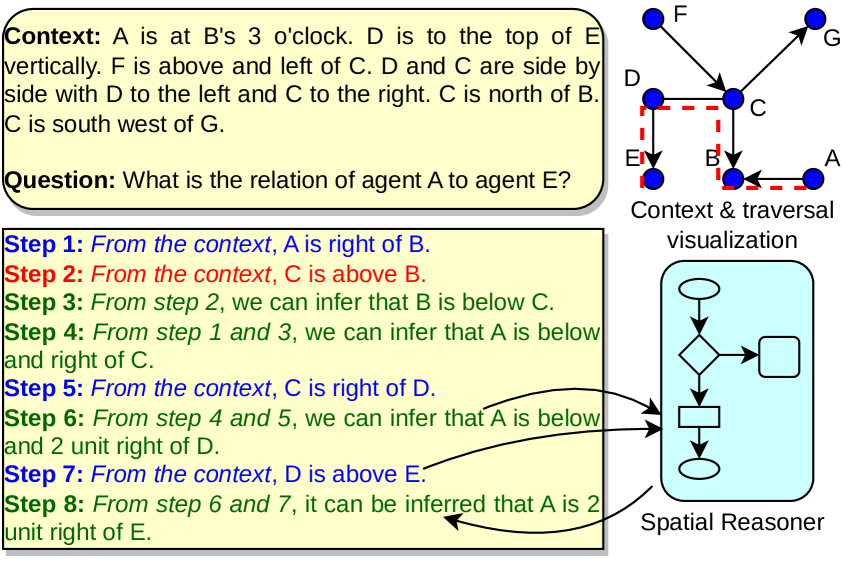 Context: A is at B's 3 o'clock. D is to the top of E
vertically. F is above and left of C. D and C are side by
side with D to the left and C to the right. C is north of B.
C is south west of G.
Question: What is the relation of agent A to agent E?
F
G
D
C
E
B
A
Context & traversal
visualization
Step 1: From the context, A is right of B.
Step 2: From the context, C is above B.
Step 3: From step 2, we can infer that B is below C.
Step 4: From step 1 and 3, we can infer that A is below
and right of C.
Step 5: From the context, C is right of D.
Step 6: From step 4 and 5, we can infer that A is below
and 2 unit right of D.
Step 7: From the context, D is above E.
Step 8: From step 6 and 7, it can be inferred that A is 2
unit right of E.
Spatial Reasoner